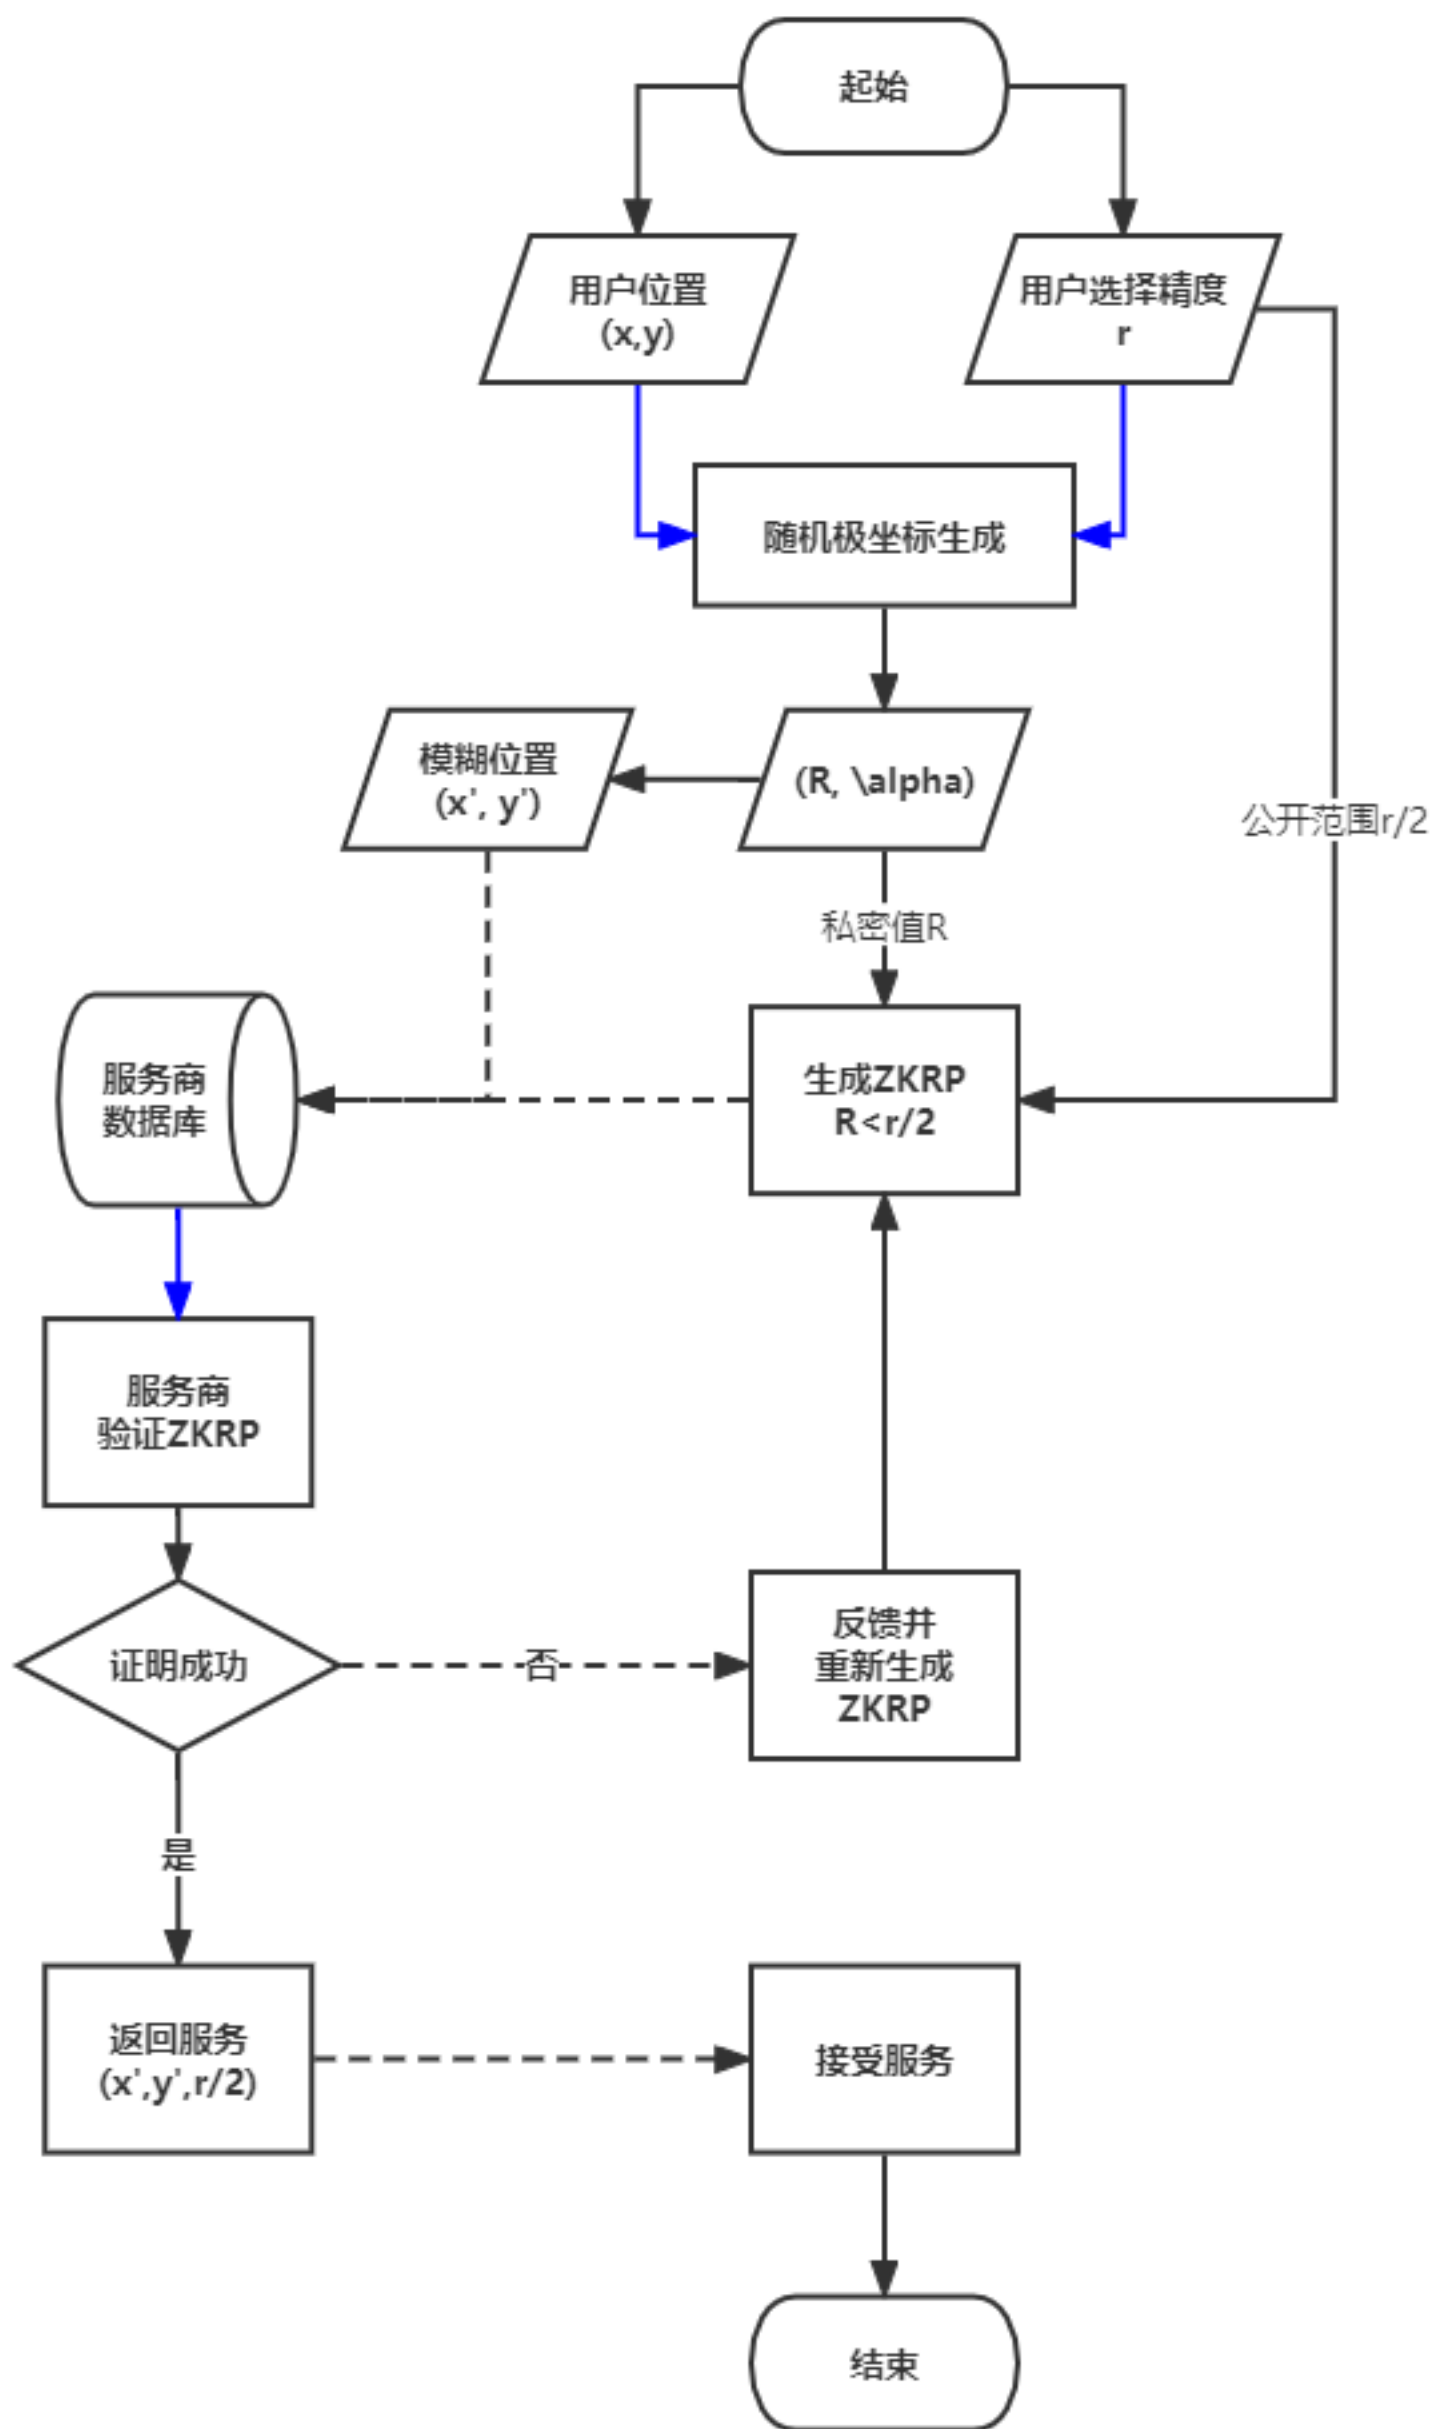 起始
用户位置
(x,y)
用户选择精度
r
随机极坐标生成
模糊位置
(x', y')
(R, \alpha)
公开范围r/2
私密值R
服务商
数据库
生成ZKRP
R<r/2
服务商
验证ZKRP
证明成功
否
反馈并
重新生成
ZKRP
是
返回服务
(x',y',r/2)
接受服务
结束